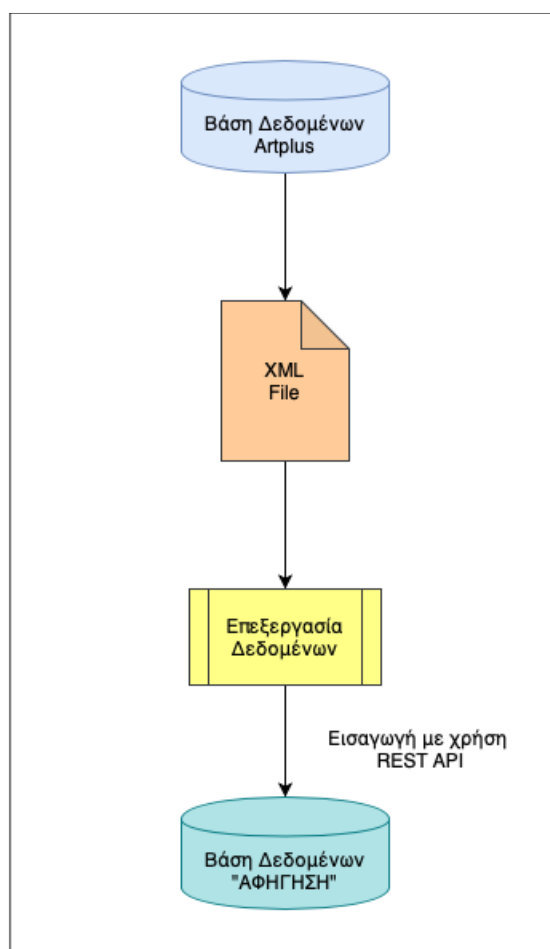 Βάση Δεδομένων
Artplus
XML
File
Επεξεργασία
Δεδομένων
Εισαγωγή με χρήση
REST API
Βάση Δεδομένων
"ΑΦΗΓΗΣΗ"